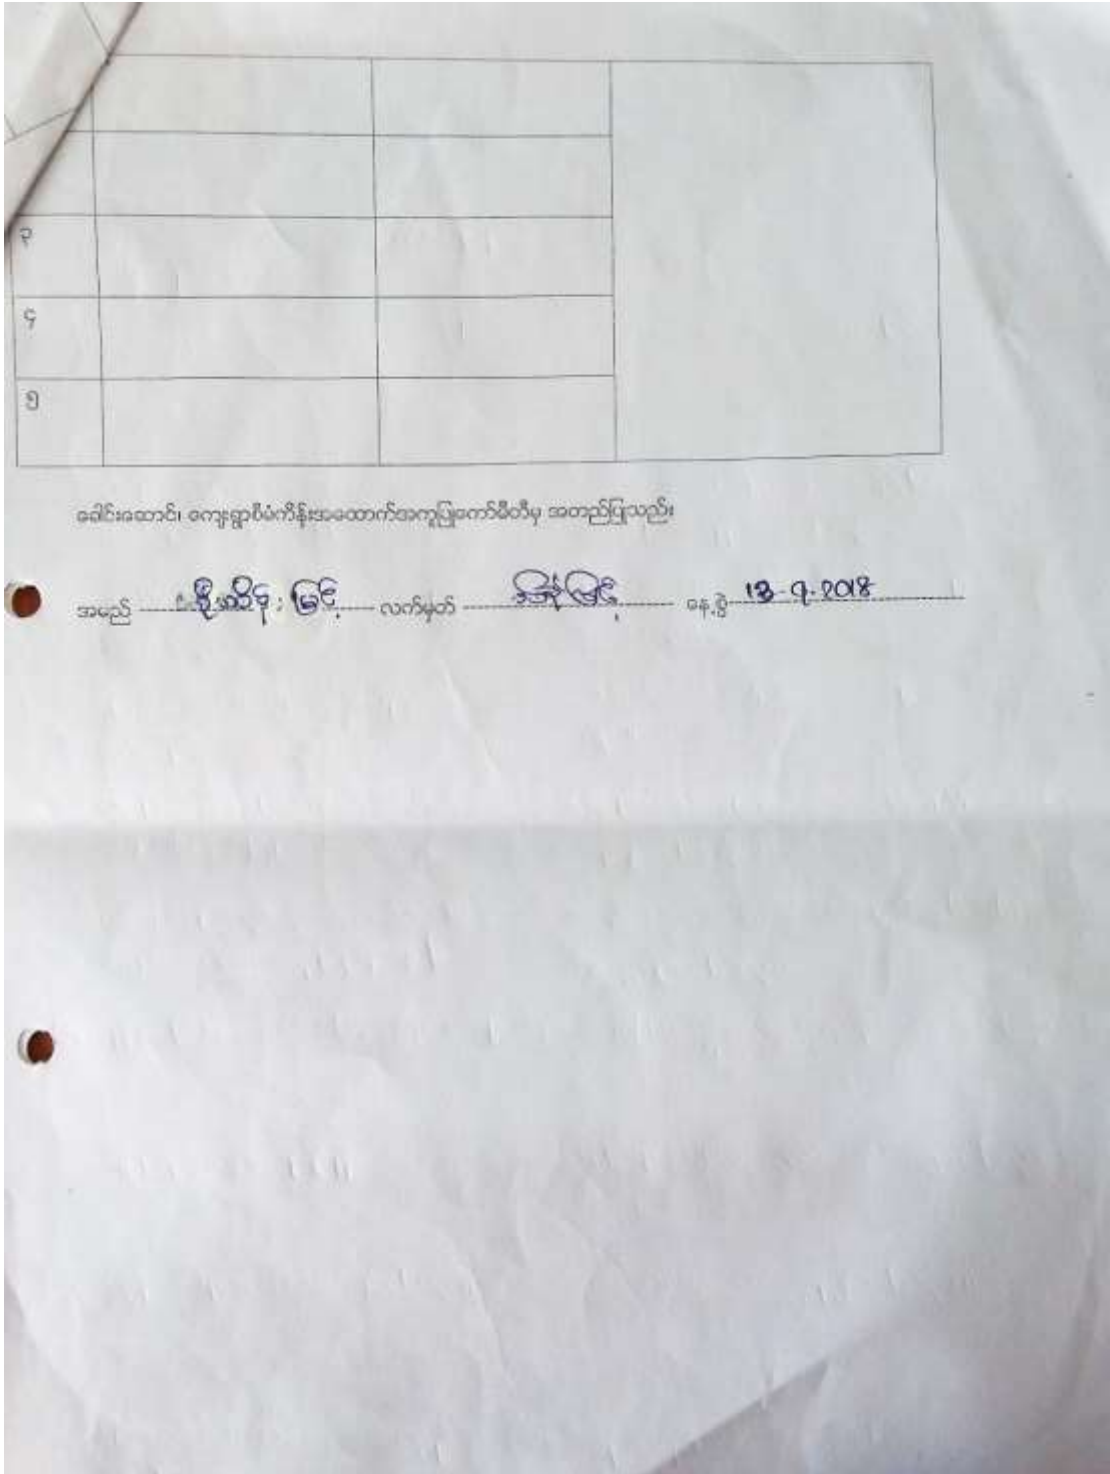 ၃
၄
၅
ခေါင်းဆောင်၊ ကျေးရွာစီမံကိန်းအထောက်အကူပြုကော်မီတီမှ အတည်ပြုသည်။
အမည် လက်မှတ် နေ့စွဲ 13-9-2018